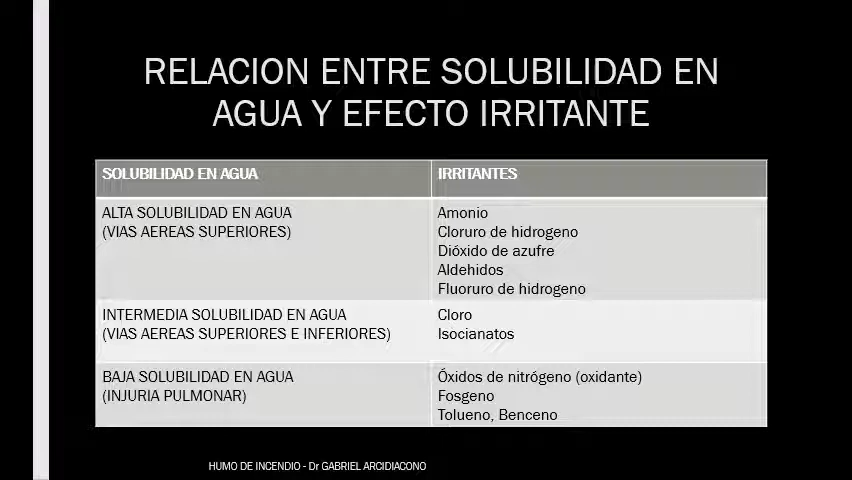 RELACION ENTRE SOLUBILIDAD EN
AGUA Y EFECTO IRRITANTE
SOLUBILIDAD EN AGUA
IRRITANTES
ALTA SOLUBILIDAD EN AGUA
(VIAS AEREAS SUPERIORES)
Amonio
Cloruro de hidrogeno
Dióxido de azufre
Aldehidos
Fluoruro de hidrogeno
INTERMEDIA SOLUBILIDAD EN AGUA
(VIAS AEREAS SUPERIORES E INFERIORES)
Cloro
Isocianatos
BAJA SOLUBILIDAD EN AGUA
(INJURIA PULMONAR)
Óxidos de nitrógeno (oxidante)
Fosgeno
Tolueno, Benceno
HUMO DE INCENDIO - Dr GABRIEL ARCIDIACONO